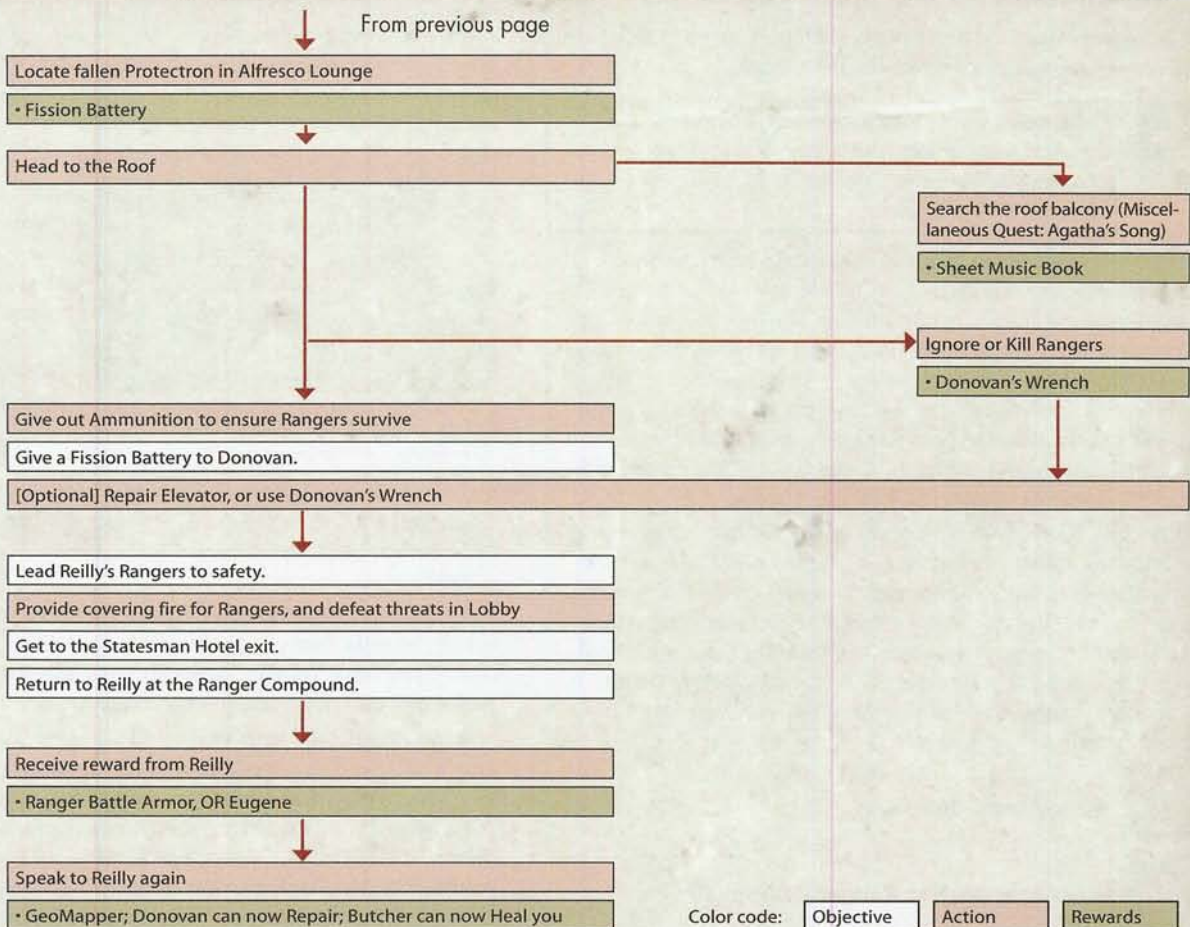 From previous page
Locate fallen Protectron in Alfresco Lounge
• Fission Battery
Head to the Roof
Search the roof balcony (Miscel-
laneous Quest: Agatha's Song)
• Sheet Music Book
Ignore or Kill Rangers
• Donovan's Wrench
Give out Ammunition to ensure Rangers survive
Give a Fission Battery to Donovan.
[Optional] Repair Elevator, or use Donovan's Wrench
Lead Reilly's Rangers to safety.
Provide covering fire for Rangers, and defeat threats in Lobby
Get to the Statesman Hotel exit.
Return to Reilly at the Ranger Compound.
Receive reward from Reilly
• Ranger Battle Armor, OR Eugene
Speak to Reilly again
• GeoMapper; Donovan can now Repair; Butcher can now Heal you
Color code: Objective Action Rewards